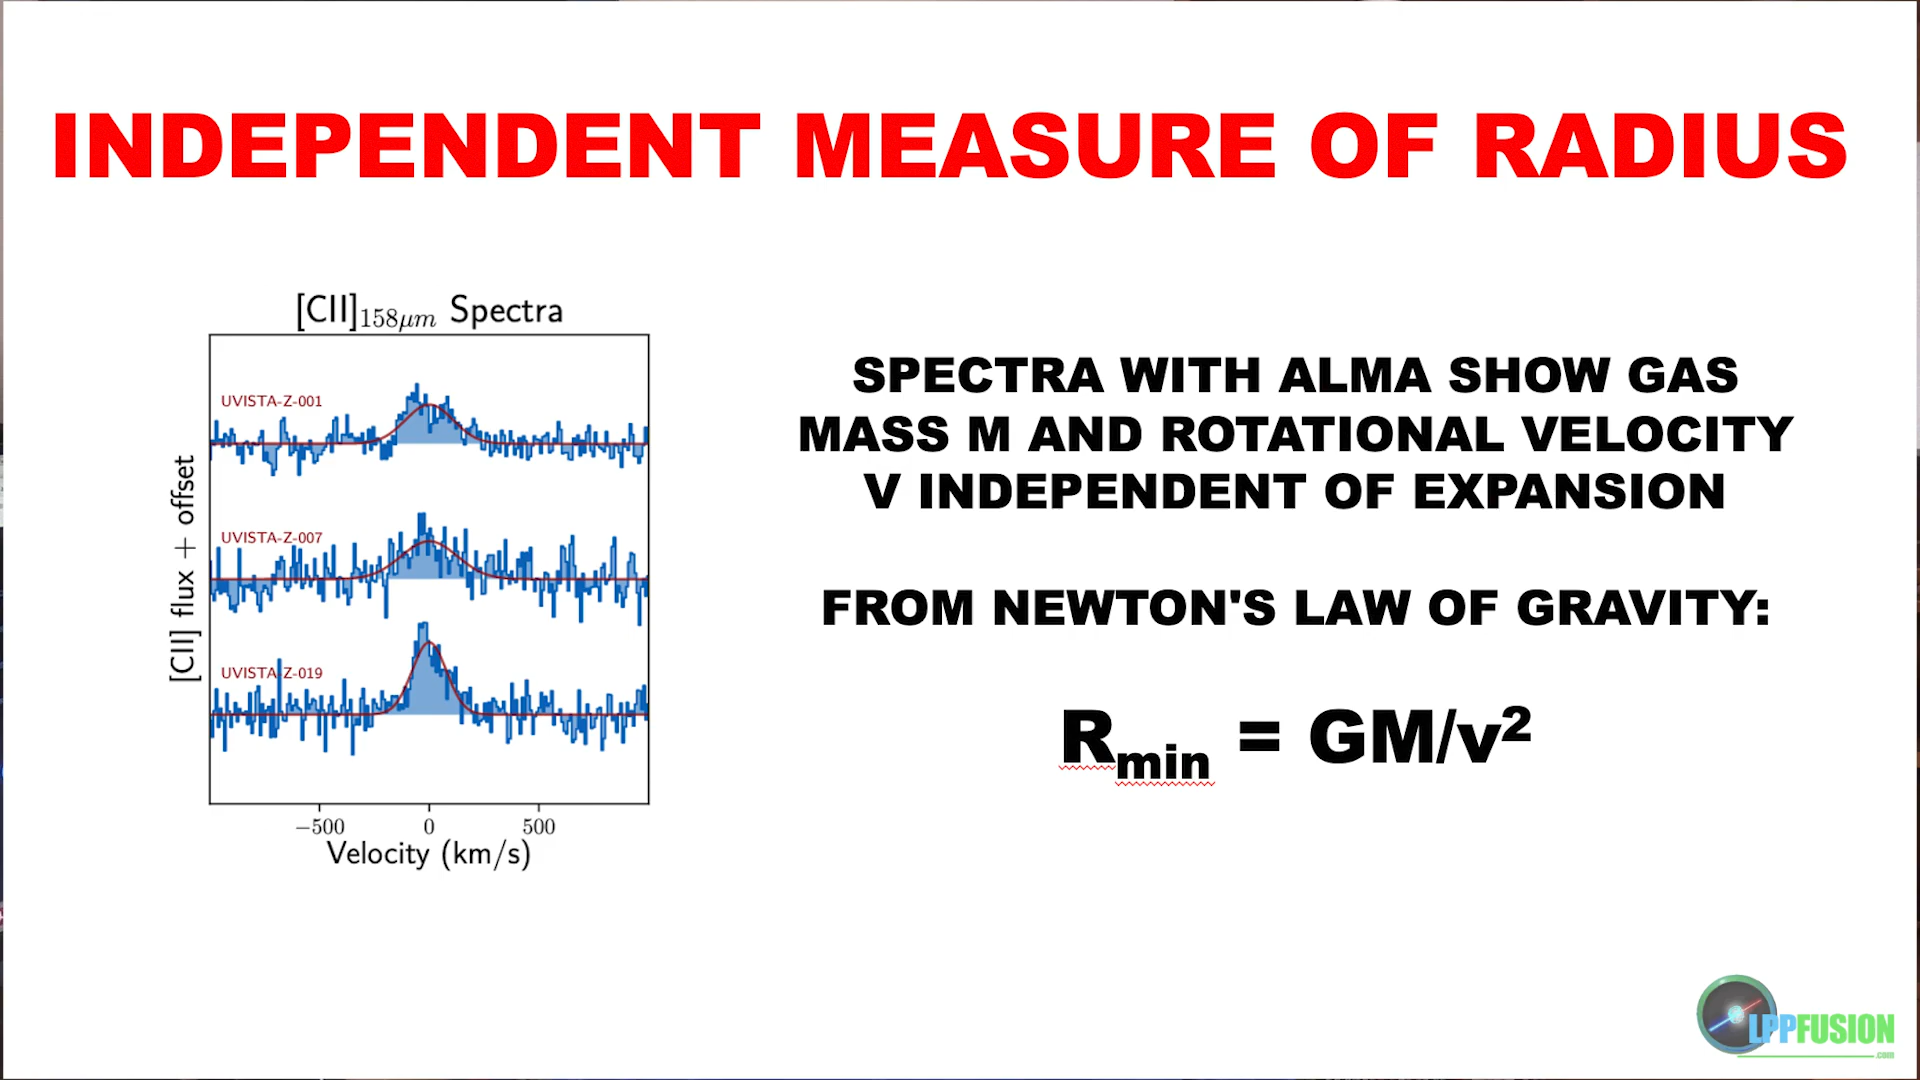 INDEPENDENT MEASURE OF RADIUS
[CII]158μm Spectra
UVISTA-Z-001
UVISTA-Z-007
UVISTA-Z-019
[CII] flux + offset
−500 0 500
Velocity (km/s)
SPECTRA WITH ALMA SHOW GAS
MASS M AND ROTATIONAL VELOCITY
V INDEPENDENT OF EXPANSION
FROM NEWTON'S LAW OF GRAVITY:
Rmin = GM/v²
LPPFUSION
.com